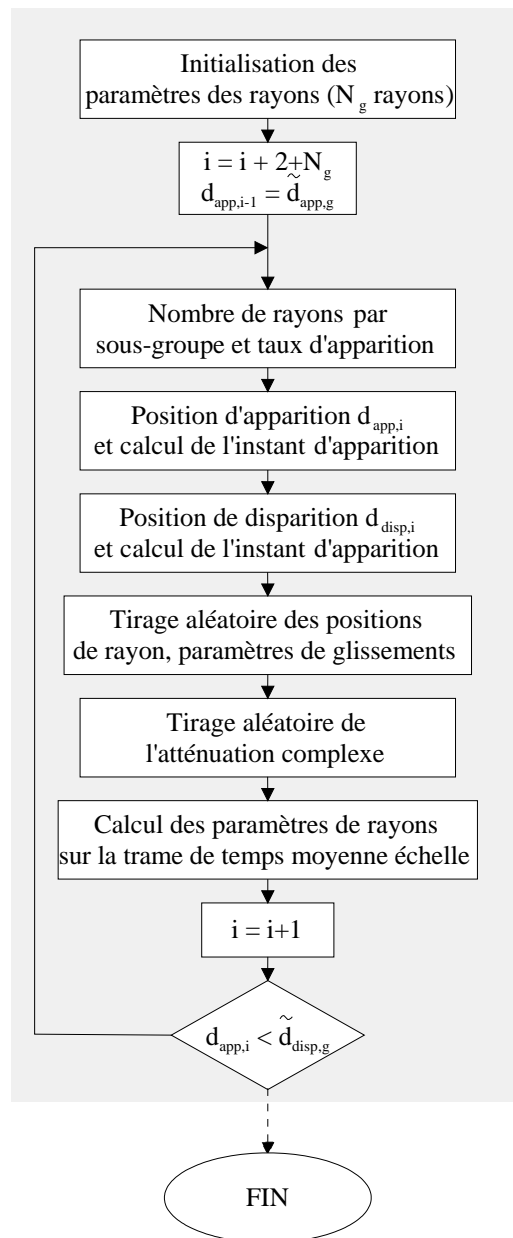 Initialisation des
paramètres des rayons (N_g rayons)
i = i + 2+N_g
d_app,i-1 = d̃_app,g
Nombre de rayons par
sous-groupe et taux d'apparition
Position d'apparition d_app,i
et calcul de l'instant d'apparition
Position de disparition d_disp,i
et calcul de l'instant d'apparition
Tirage aléatoire des positions
de rayon, paramètres de glissements
Tirage aléatoire de
l'atténuation complexe
Calcul des paramètres de rayons
sur la trame de temps moyenne échelle
i = i+1
d_app,i < d̃_disp,g
FIN